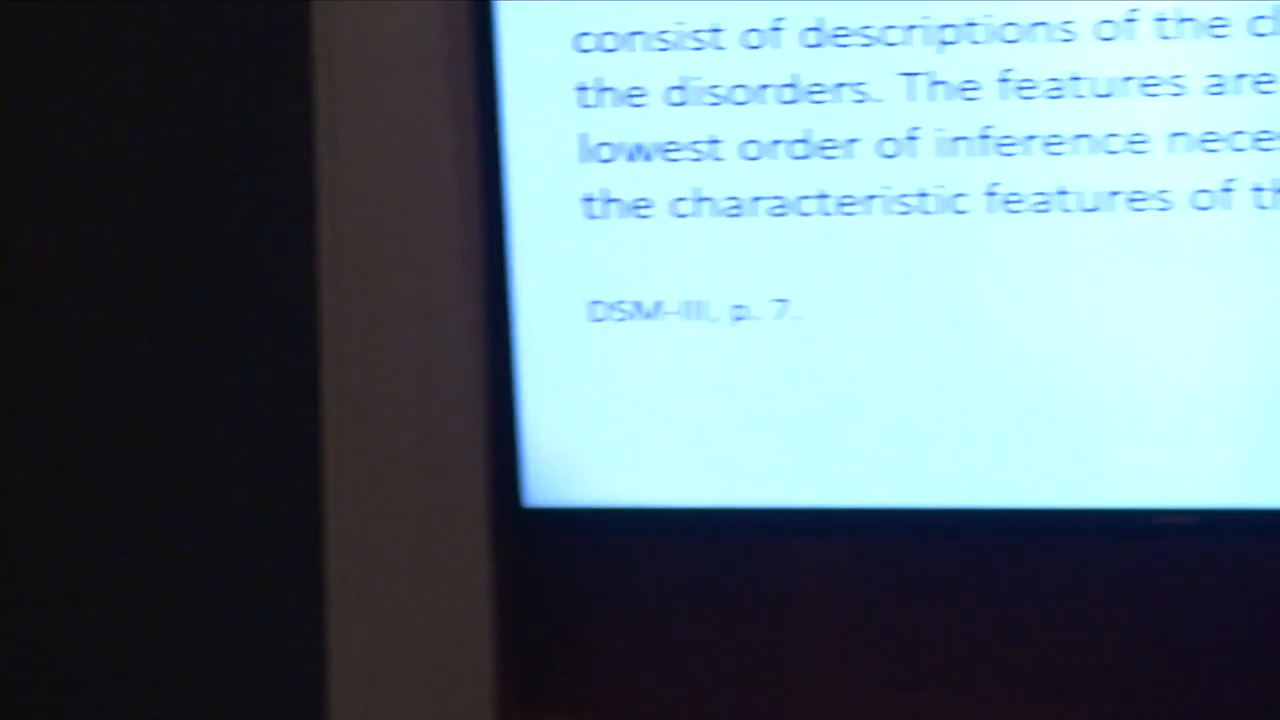 consist of descriptions of the
the disorders. The features are
lowest order of inference
the characteristic features of
DSM-III, p. 7.